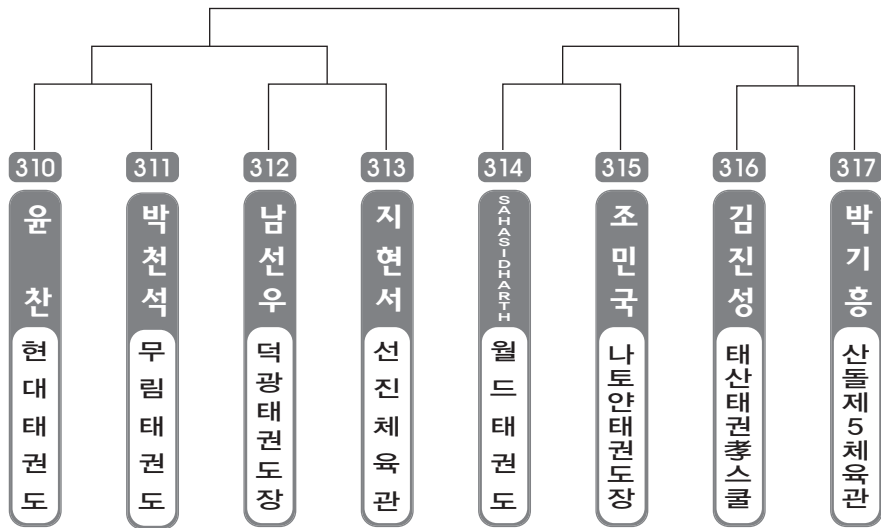 310
311
312
313
314
315
316
317
윤 찬
박천석
남선우
지현서
SAHASIDHARTH
조민국
김진성
박기흥
현대태권도
무림태권도
덕광태권도장
선진체육관
월드태권도
나토얀태권도장
태산태권孝스쿨
산돌제5체육관